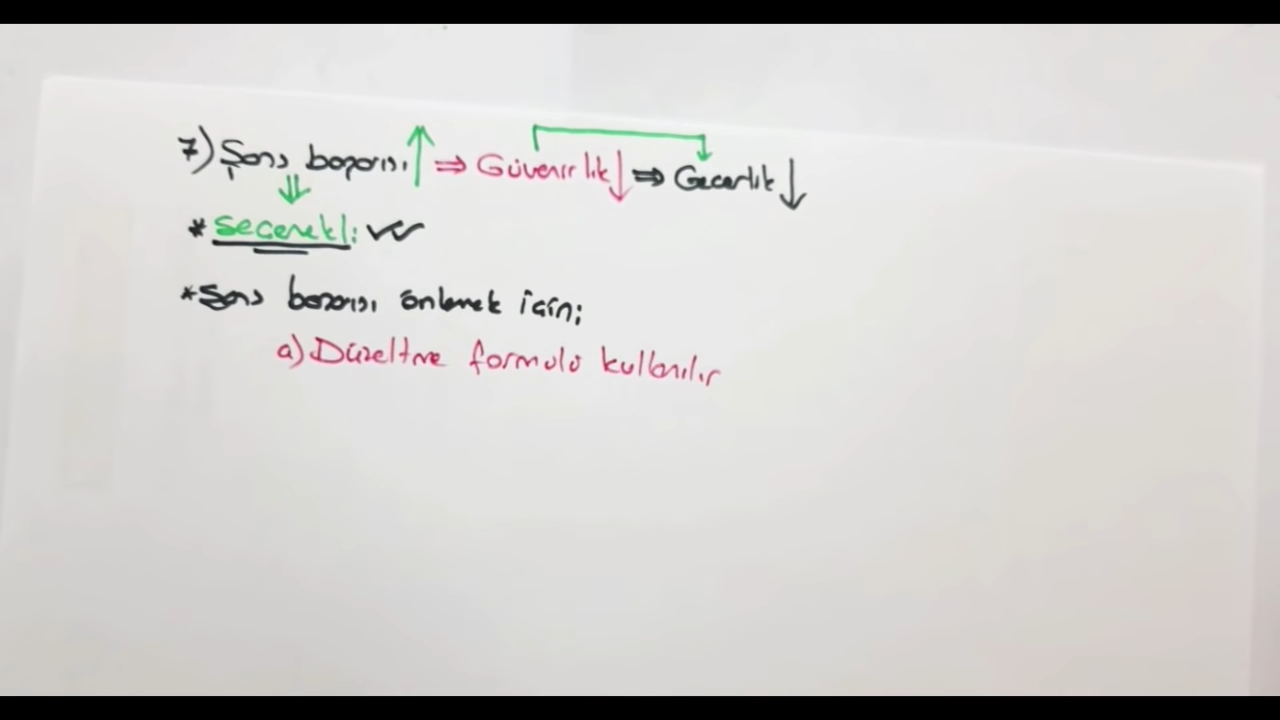 7) Şans başarısı ↑ ⇒ Güvenirlik ↓ ⇒ Geçerlik ↓
* Seçenekli: ✓✓
* Şans başarısı önlemek için;
a) Düzeltme formülü kullanılır